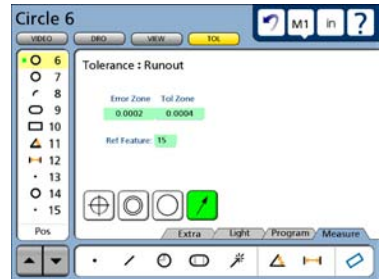 Circle 6
M1 in ?
VIDEO DRO VIEW TOL
6
7
8
9
10
11
12
13
14
15
Pos
Tolerance : Runout
Error Zone Tol Zone
0.0002 0.0004
Ref Feature: 15
Extra Light Program Measure